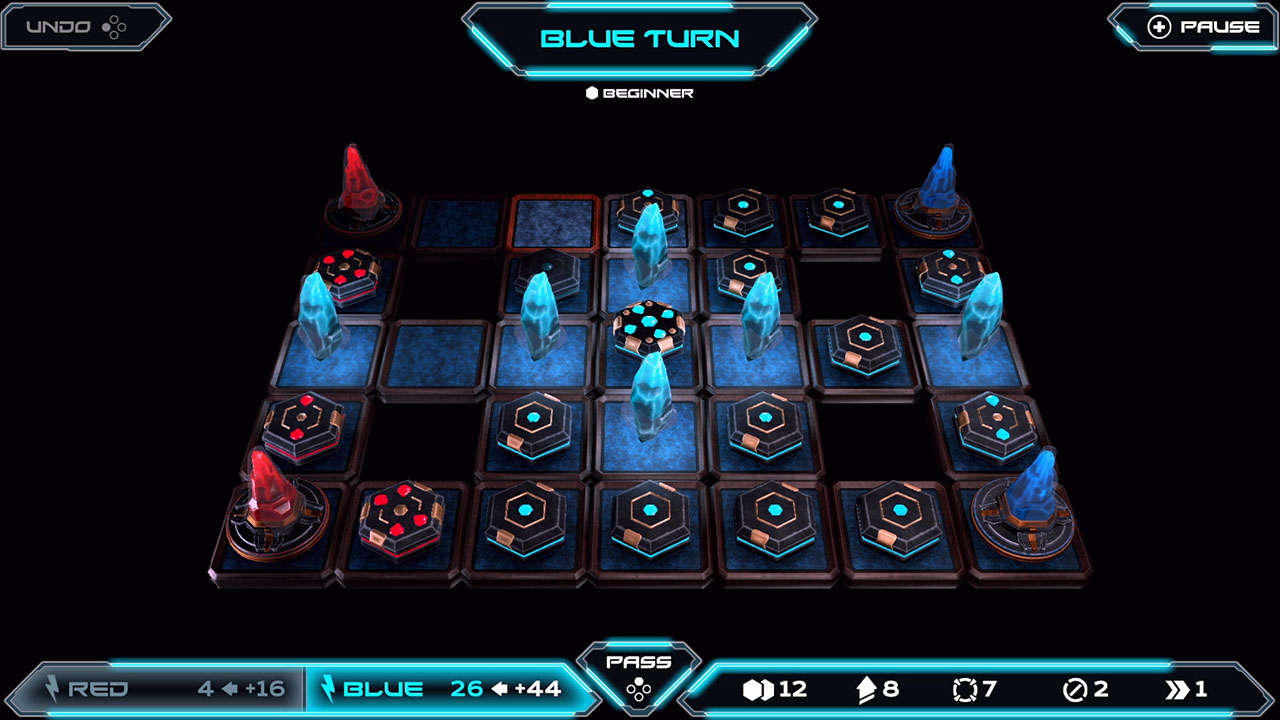 UNDO
BLUE TURN
PAUSE
BEGINNER
PASS
RED 4 +16
BLUE 26 +44
12 8 7 2 1